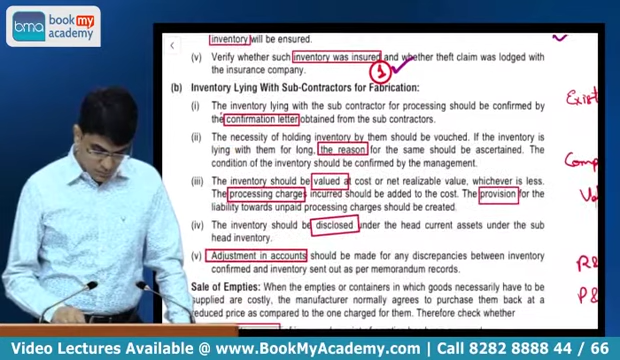 bma
book my
academy
inventory will be ensured.
(v) Verify whether such inventory was insured and whether theft claim was lodged with
the insurance company.
1
(b) Inventory Lying With Sub-Contractors for Fabrication:
(i) The inventory lying with the sub contractor for processing should be confirmed by
the confirmation letter obtained from the sub contractors.
(ii) The necessity of holding inventory by them should be vouched. If the inventory is
lying with them for long, the reason for the same should be ascertained. The
condition of the inventory should be confirmed by the management.
(iii) The inventory should be valued at cost or net realizable value, whichever is less.
The processing charges incurred should be added to the cost. The provision for the
liability towards unpaid processing charges should be created.
(iv) The inventory should be disclosed under the head current assets under the sub
head inventory.
(v) Adjustment in accounts should be made for any discrepancies between inventory
confirmed and inventory sent out as per memorandum records.
Sale of Empties: When the empties or containers in which goods necessarily have to be
supplied are costly, the manufacturer normally agrees to purchase them back at a
reduced price as compared to the one charged for them. Therefore check whether
Exist
Comp
Val
R&
P&
Video Lectures Available @ www.BookMyAcademy.com / Call 8282 8888 44 / 66